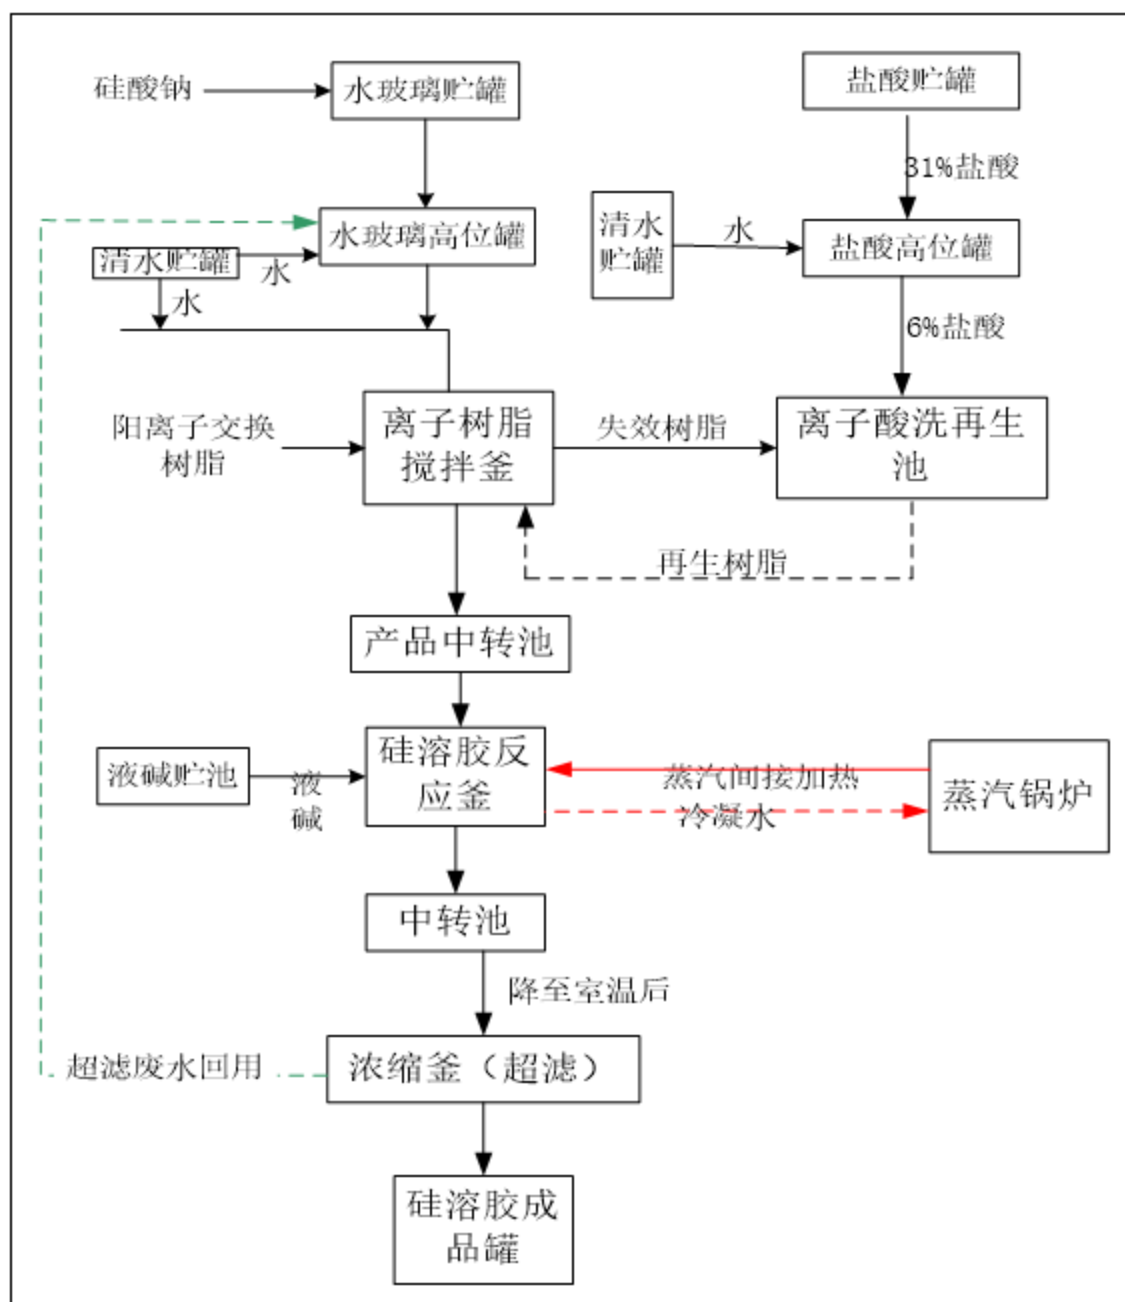 硅酸钠
水玻璃贮罐
盐酸贮罐
31%盐酸
水玻璃高位罐
清水
贮罐
水
盐酸高位罐
清水贮罐
水
水
6%盐酸
阳离子交换
树脂
离子树脂
搅拌釜
失效树脂
离子酸洗再生
池
再生树脂
产品中转池
液碱贮池
液
碱
硅溶胶反
应釜
蒸汽间接加热
冷凝水
蒸汽锅炉
中转池
降至室温后
超滤废水回用
浓缩釜（超滤）
硅溶胶成
品罐